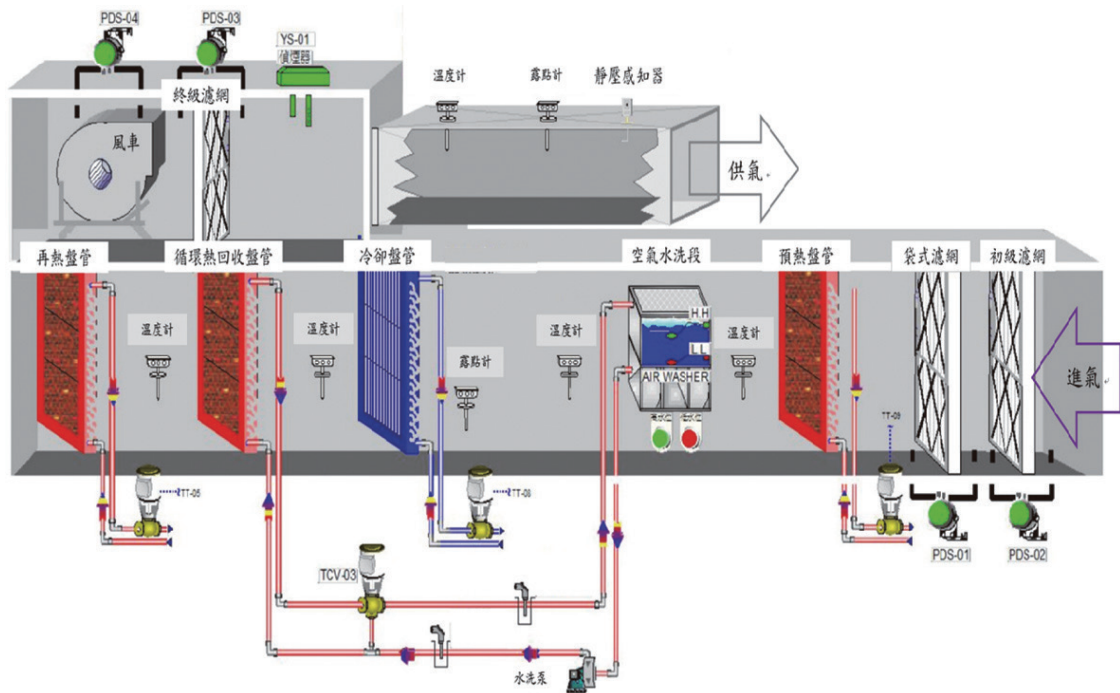 PDS-04
PDS-03
YS-01
偵煙器
終級濾網
風車
溫度計
露點計
靜壓感知器
供氣
再熱盤管
循環熱回收盤管
冷卻盤管
空氣水洗段
預熱盤管
袋式濾網
初級濾網
溫度計
溫度計
露點計
溫度計
H.H
L.L
AIR WASHER
溫度計
進氣
TT-05
TT-08
TT-09
PDS-01
PDS-02
TCV-03
水洗泵